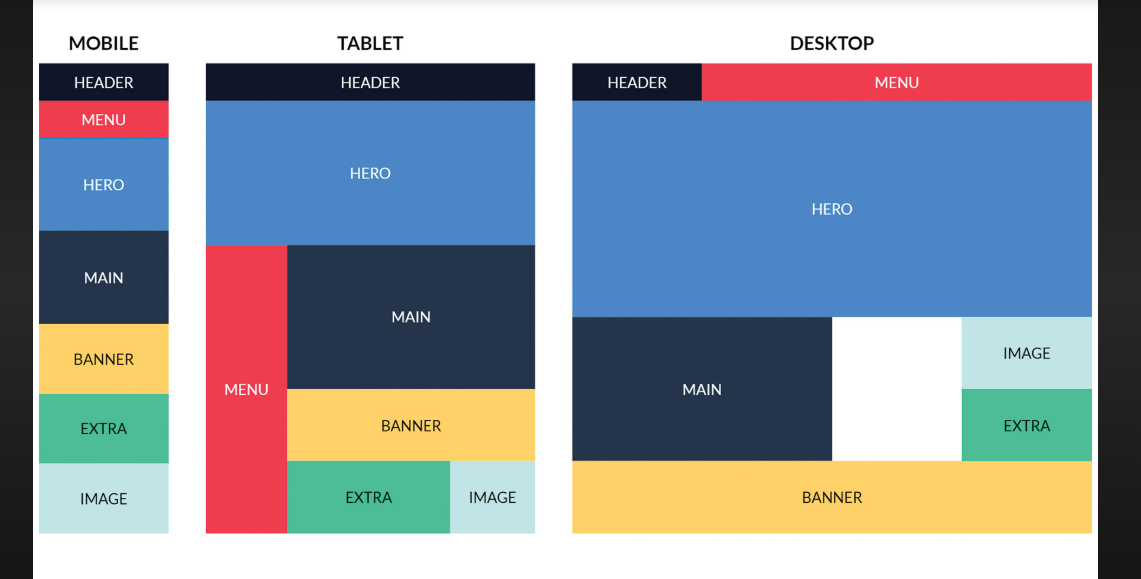 MOBILE
HEADER
MENU
HERO
MAIN
BANNER
EXTRA
IMAGE
TABLET
HEADER
HERO
MENU
MAIN
BANNER
EXTRA
IMAGE
DESKTOP
HEADER
MENU
HERO
MAIN
IMAGE
EXTRA
BANNER